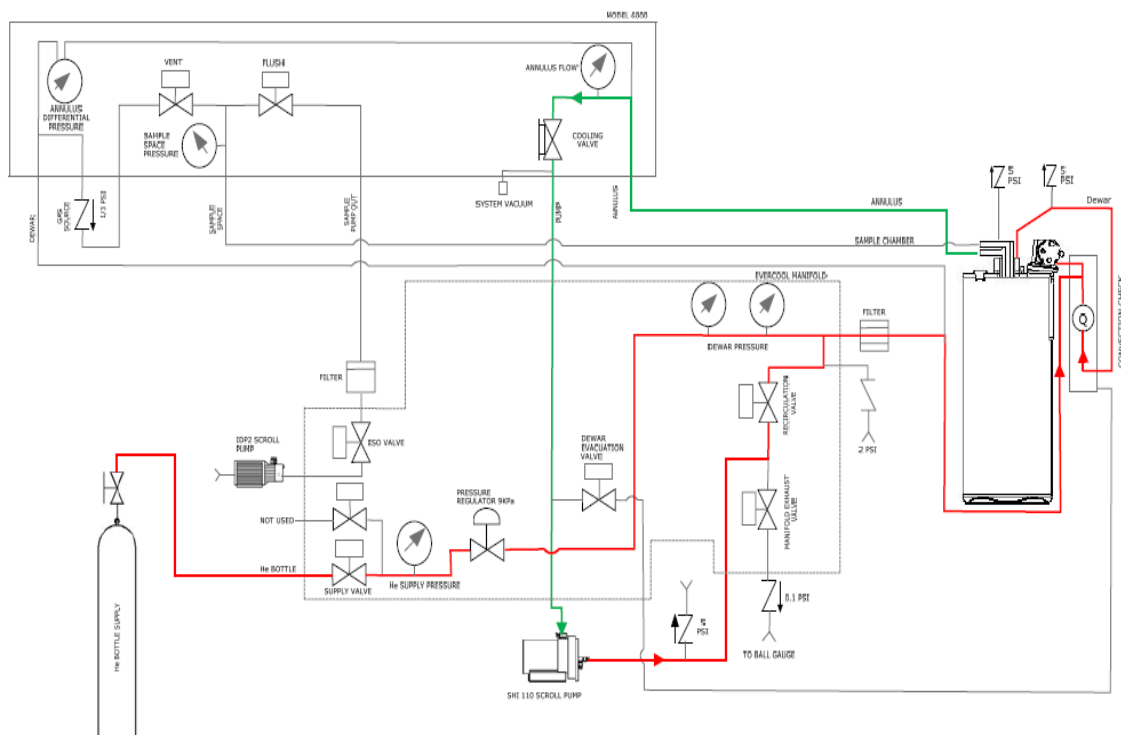 MODEL 6000
VENT
FLUSHI
ANNULUS FLOW'
ANNULUS
DIFFERENTIAL
PRESSURE
SAMPLE
SPACE
PRESSURE
COOLING
VALVE
SYSTEM VACUUM
DEWAR;
GAS
SOURCE
1/3 PSI
SAMPLE
SPACE
SAMPLE
PUMP OUT
PUMP
ANNULUS
ANNULUS
SAMPLE CHAMBER
PSI
PSI
Dewar
CONVECTION CHECK
Q
EVERCOOL MANIFOLD
DEWAR PRESSURE
FILTER
FILTER
ISO VALVE
IDP2 SCROLL
PUMP
RECIRCULATION
VALVE
2 PSI
DEWAR
EVACUATION
VALVE
PRESSURE
REGULATOR 9KPa
MANIFOLD EXHAUST
VALVE
NOT USED
He BOTTLE
SUPPLY VALVE
He SUPPLY PRESSURE
0.1 PSI
PSI
TO BALL GAUGE
SHI 110 SCROLL PUMP
He BOTTLE SUPPLY